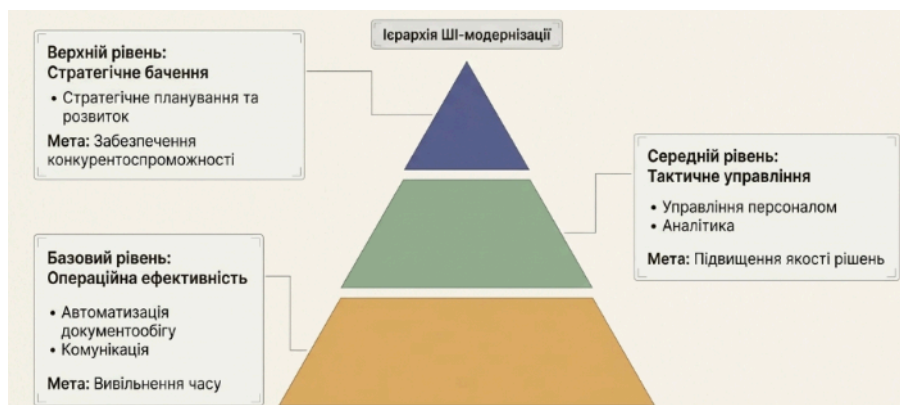 Ієрархія ШІ-модернізації
Верхній рівень:
Стратегічне бачення
• Стратегічне планування та
розвиток
Мета: Забезпечення
конкурентоспроможності
Середній рівень:
Тактичне управління
• Управління персоналом
• Аналітика
Мета: Підвищення якості рішень
Базовий рівень:
Операційна ефективність
• Автоматизація
документообігу
• Комунікація
Мета: Вивільнення часу